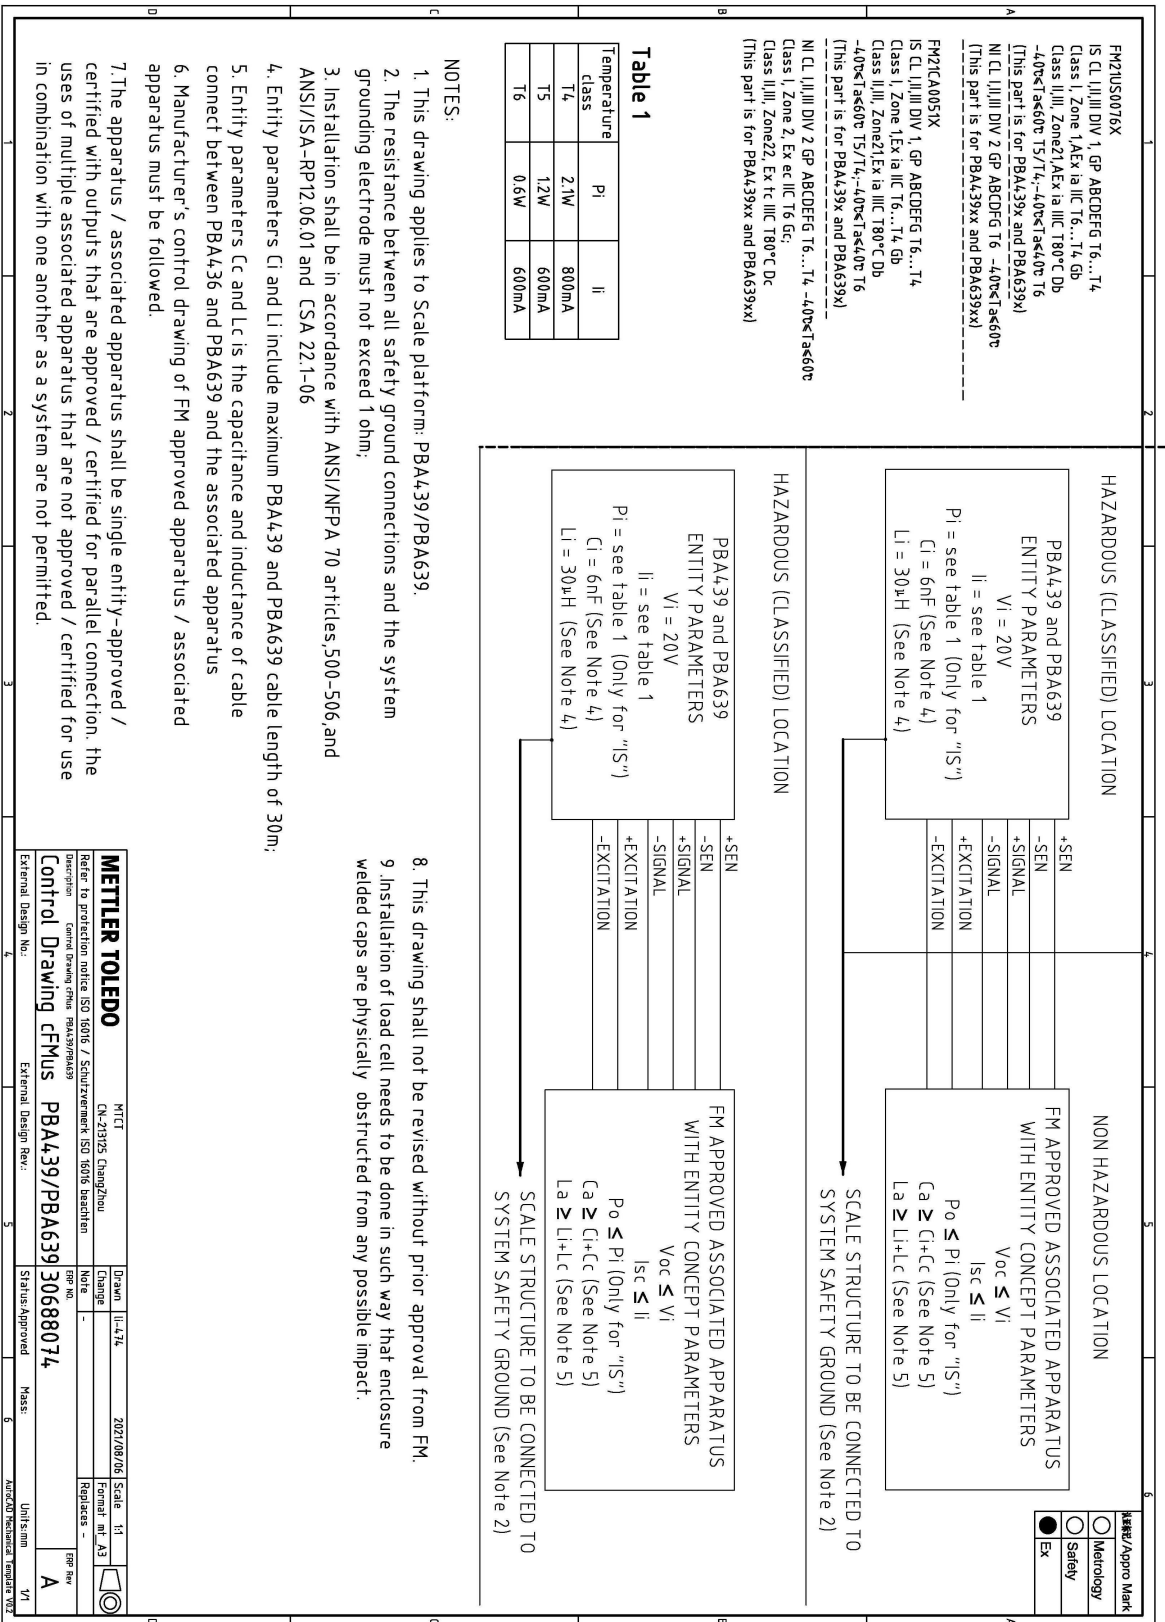 FM21US0076X
IS CL I,II,III DIV 1, GP ABCDEFG T6...T4
Class I, Zone 1,AEx ia IIC T6...T4 Gb
Class II,III, Zone21,AEx ia IIIC T80°C Db
-40℃≤Ta≤60℃ T5/T4;-40℃≤Ta≤40℃ T6
(This part is for PBA439x and PBA639x)
NI CL I,II,III DIV 2 GP ABCDFG T6 -40℃≤Ta≤60℃
(This part is for PBA439xx and PBA639xx)
FM21CA0051X
IS CL I,II,III DIV 1, GP ABCDEFG T6...T4
Class I, Zone 1,Ex ia IIC T6...T4 Gb
Class II,III, Zone21,Ex ia IIIC T80°C Db
-40℃≤Ta≤60℃ T5/T4;-40℃≤Ta≤40℃ T6
(This part is for PBA439x and PBA639x)
NI CL I,II,III DIV 2 GP ABCDEFG T6...T4 -40℃≤Ta≤60℃
Class I, Zone 2, Ex ec IIC T6 Gc;
Class II,III, Zone22, Ex tc IIIC T80°C Dc
(This part is for PBA439xx and PBA639xx)
Table 1
Temperature class Pi Ii
T4 2.1W 800mA
T5 1.2W 600mA
T6 0.6W 600mA
HAZARDOUS (CLASSIFIED) LOCATION
PBA439 and PBA639
ENTITY PARAMETERS
Vi = 20V
Ii = see table 1
Pi = see table 1 (Only for "IS")
Ci = 6nF (See Note 4)
Li = 30µH (See Note 4)
+SEN
-SEN
+SIGNAL
-SIGNAL
+EXCITATION
-EXCITATION
NON HAZARDOUS LOCATION
FM APPROVED ASSOCIATED APPARATUS
WITH ENTITY CONCEPT PARAMETERS
Voc ≤ Vi
Isc ≤ Ii
Po ≤ Pi (Only for "IS")
Ca ≥ Ci+Cc (See Note 5)
La ≥ Li+Lc (See Note 5)
SCALE STRUCTURE TO BE CONNECTED TO
SYSTEM SAFETY GROUND (See Note 2)
HAZARDOUS (CLASSIFIED) LOCATION
PBA439 and PBA639
ENTITY PARAMETERS
Vi = 20V
Ii = see table 1
Pi = see table 1 (Only for "IS")
Ci = 6nF (See Note 4)
Li = 30µH (See Note 4)
+SEN
-SEN
+SIGNAL
-SIGNAL
+EXCITATION
-EXCITATION
FM APPROVED ASSOCIATED APPARATUS
WITH ENTITY CONCEPT PARAMETERS
Voc ≤ Vi
Isc ≤ Ii
Po ≤ Pi (Only for "IS")
Ca ≥ Ci+Cc (See Note 5)
La ≥ Li+Lc (See Note 5)
SCALE STRUCTURE TO BE CONNECTED TO
SYSTEM SAFETY GROUND (See Note 2)
/Appro Mark
Metrology
Safety
Ex
NOTES:
1. This drawing applies to Scale platform: PBA439/PBA639.
2. The resistance between all safety ground connections and the system
grounding electrode must not exceed 1 ohm;
3. Installation shall be in accordance with ANSI/NFPA 70 articles,500-506,and
ANSI/ISA-RP12.06.01 and CSA 22.1-06
4. Entity parameters Ci and Li include maximum PBA439 and PBA639 cable length of 30m;
5. Entity parameters Cc and Lc is the capacitance and inductance of cable
connect between PBA436 and PBA639 and the associated apparatus
6. Manufacturer's control drawing of FM approved apparatus / associated
apparatus must be followed.
7.The apparatus / associated apparatus shall be single entity-approved /
certified with outputs that are approved / certified for parallel connection. the
uses of multiple associated apparatus that are not approved / certified for use
in combination with one another as a system are not permitted.
8. This drawing shall not be revised without prior approval from FM.
9 .Installation of load cell needs to be done in such way that enclosure
welded caps are physically obstructed from any possible impact.
METTLER TOLEDO
MTCT
CN-213125 ChangZhou
Refer to protection notice ISO 16016 / Schutzvermerk ISO 16016 beachten
Description Control Drawing cFMus PBA439/PBA639
Control Drawing cFMus PBA439/PBA639
External Design No.: External Design Rev.:
Drawn li-474 2021/08/06
Change
Note -
Scale 1:1
Format mt_A3
Replaces -
ERP NO.
30688074
ERP Rev
A
Status:Approved Mass: Units:mm 1/1
AutoCAD Mechanical Template V0.2
1 2 3 4 5 6
A B C D